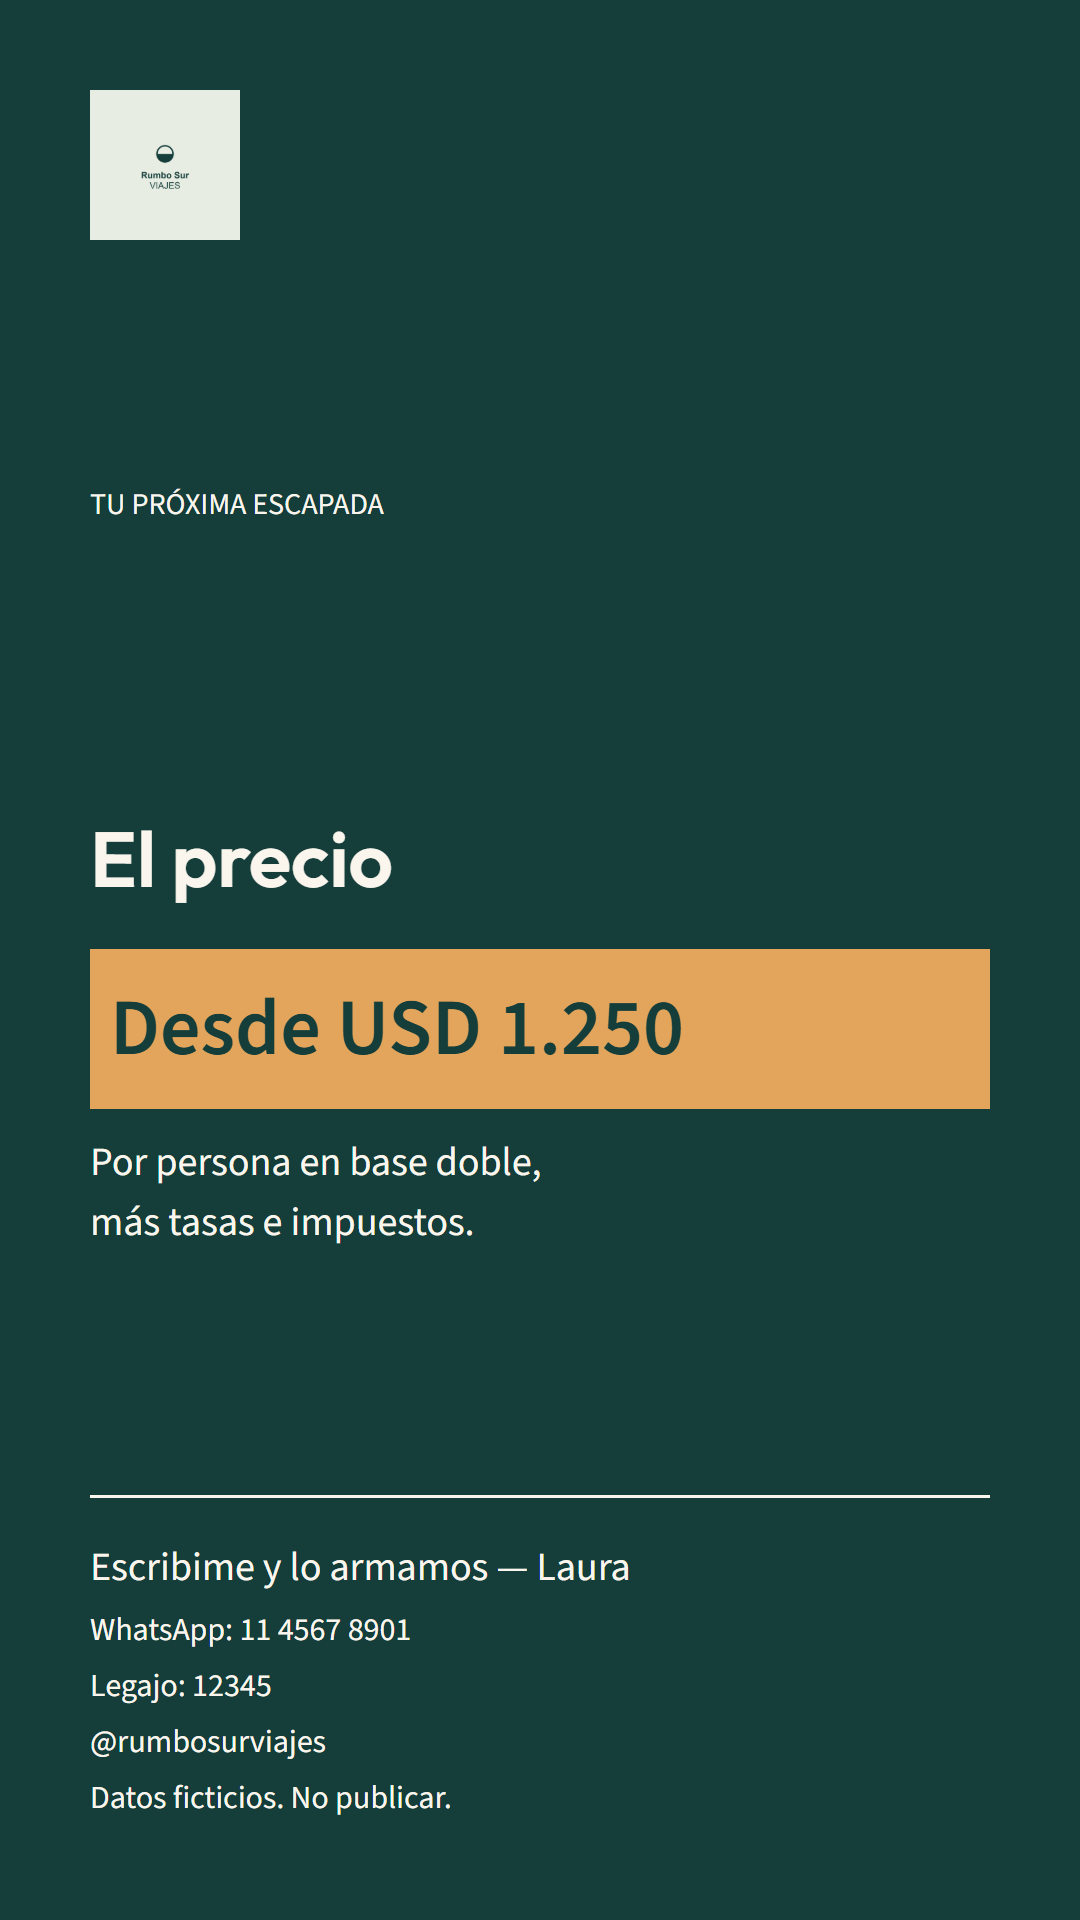 Rumbo Sur
VIAJES
TU PRÓXIMA ESCAPADA
El precio
Desde USD 1.250
Por persona en base doble,
más tasas e impuestos.
Escribime y lo armamos — Laura
WhatsApp: 11 4567 8901
Legajo: 12345
@rumbosurviajes
Datos ficticios. No publicar.